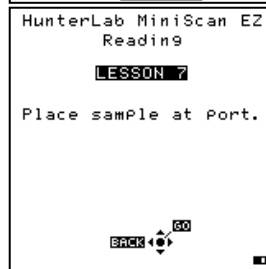 HunterLab MiniScan EZ
Reading
LESSON 7
Place sample at port.
GO
BACK